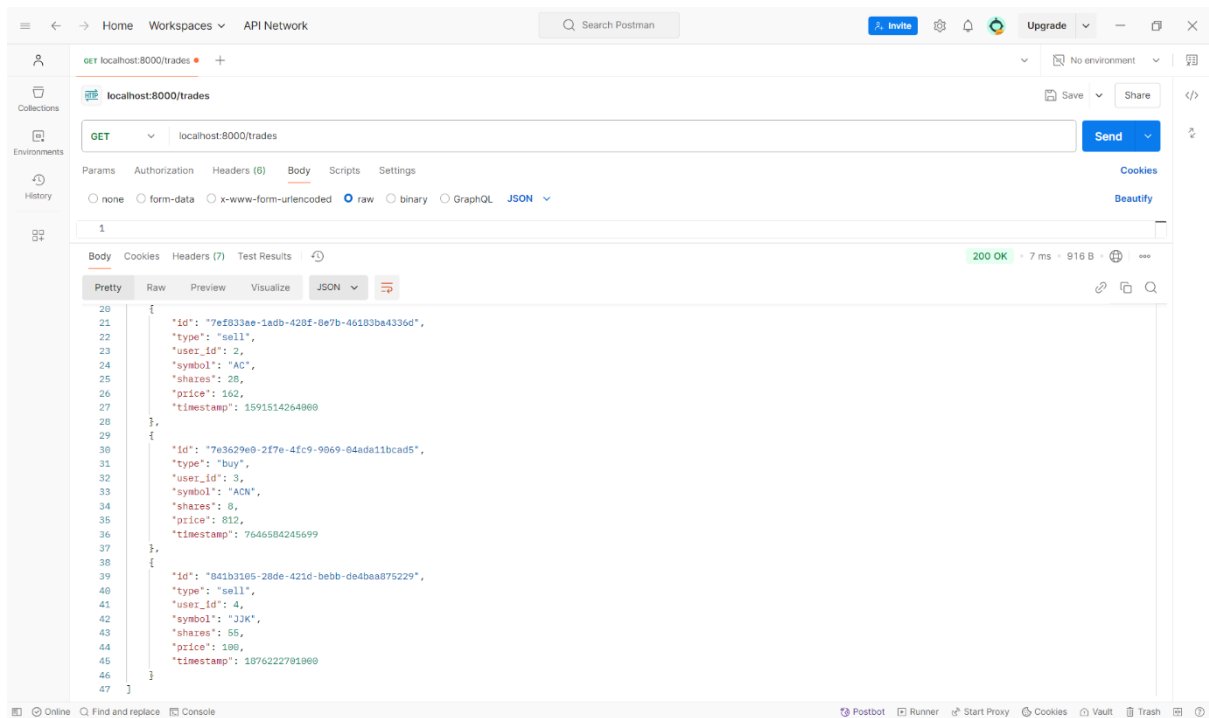 Home Workspaces API Network Search Postman Invite Upgrade
GET localhost:8000/trades No environment
HTTP localhost:8000/trades Save Share
Collections
GET localhost:8000/trades Send
Environments
Params Authorization Headers (6) Body Scripts Settings Cookies
History
none form-data x-www-form-urlencoded raw binary GraphQL JSON Beautify
1
Body Cookies Headers (7) Test Results 200 OK 7 ms 916 B
Pretty Raw Preview Visualize JSON
20 {
21 "id": "7ef833ae-1adb-428f-8e7b-46183ba4336d",
22 "type": "sell",
23 "user_id": 2,
24 "symbol": "AC",
25 "shares": 28,
26 "price": 162,
27 "timestamp": 1591514264000
28 },
29 {
30 "id": "7e3629e0-2f7e-4fc9-9069-04ada11bcad5",
31 "type": "buy",
32 "user_id": 3,
33 "symbol": "ACN",
34 "shares": 8,
35 "price": 812,
36 "timestamp": 7646584245699
37 },
38 {
39 "id": "841b3105-28de-421d-bebb-de4baa875229",
40 "type": "sell",
41 "user_id": 4,
42 "symbol": "JJK",
43 "shares": 55,
44 "price": 100,
45 "timestamp": 1876222701000
46 }
47 ]
Online Find and replace Console Postbot Runner Start Proxy Cookies Vault Trash